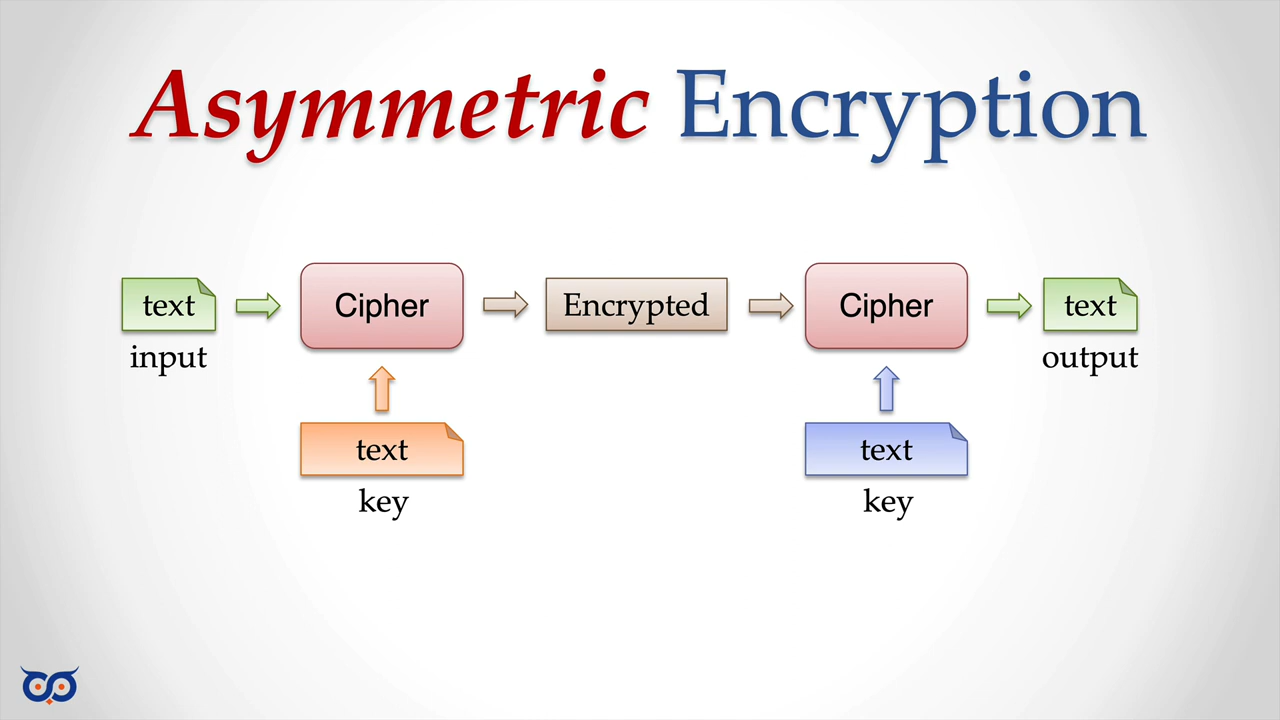 Asymmetric Encryption
text Cipher Encrypted Cipher text
input output
text text
key key